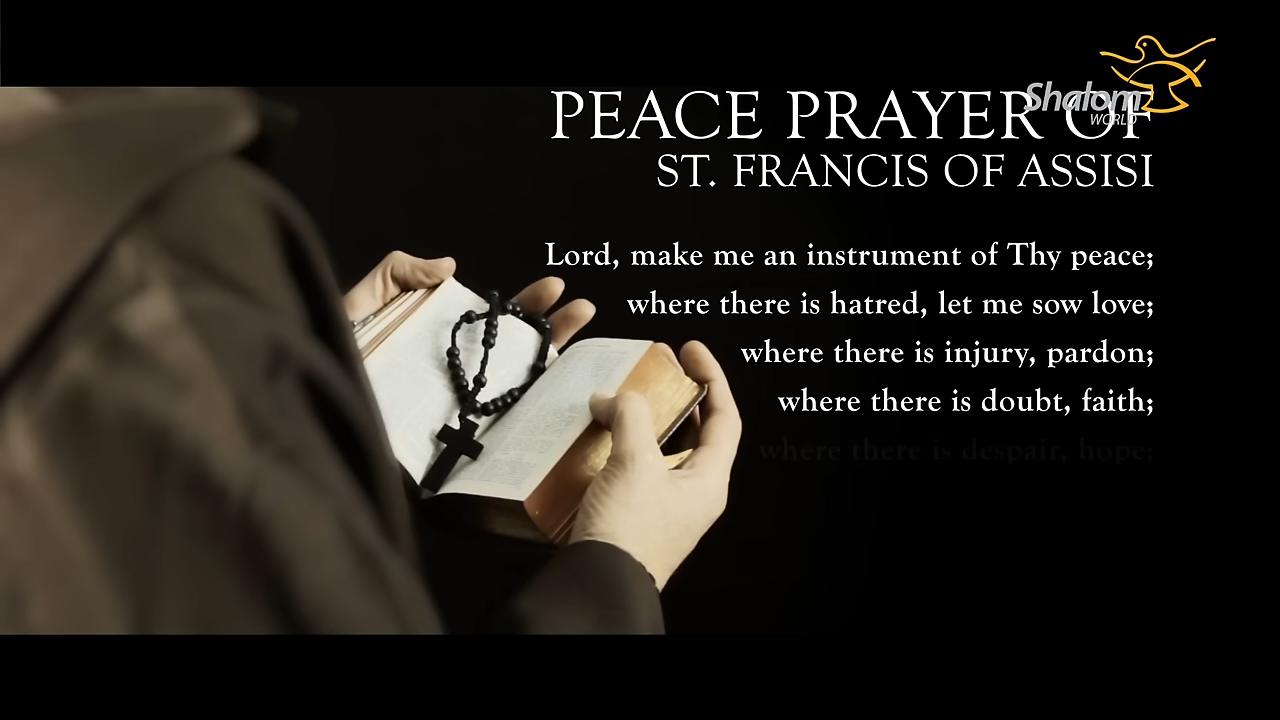 Shalom
WORLD
PEACE PRAYER OF
ST. FRANCIS OF ASSISI
Lord, make me an instrument of Thy peace;
where there is hatred, let me sow love;
where there is injury, pardon;
where there is doubt, faith;
where there is despair, hope;